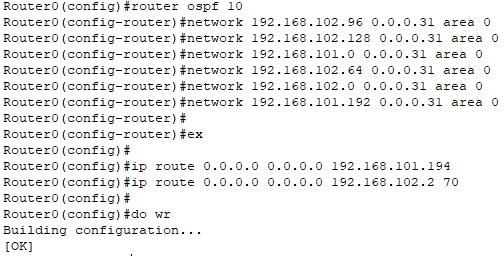 Router0(config)#router ospf 10
Router0(config-router)#network 192.168.102.96 0.0.0.31 area 0
Router0(config-router)#network 192.168.102.128 0.0.0.31 area 0
Router0(config-router)#network 192.168.101.0 0.0.0.31 area 0
Router0(config-router)#network 192.168.102.64 0.0.0.31 area 0
Router0(config-router)#network 192.168.102.0 0.0.0.31 area 0
Router0(config-router)#network 192.168.101.192 0.0.0.31 area 0
Router0(config-router)#
Router0(config-router)#ex
Router0(config)#
Router0(config)#ip route 0.0.0.0 0.0.0.0 192.168.101.194
Router0(config)#ip route 0.0.0.0 0.0.0.0 192.168.102.2 70
Router0(config)#
Router0(config)#do wr
Building configuration...
[OK]